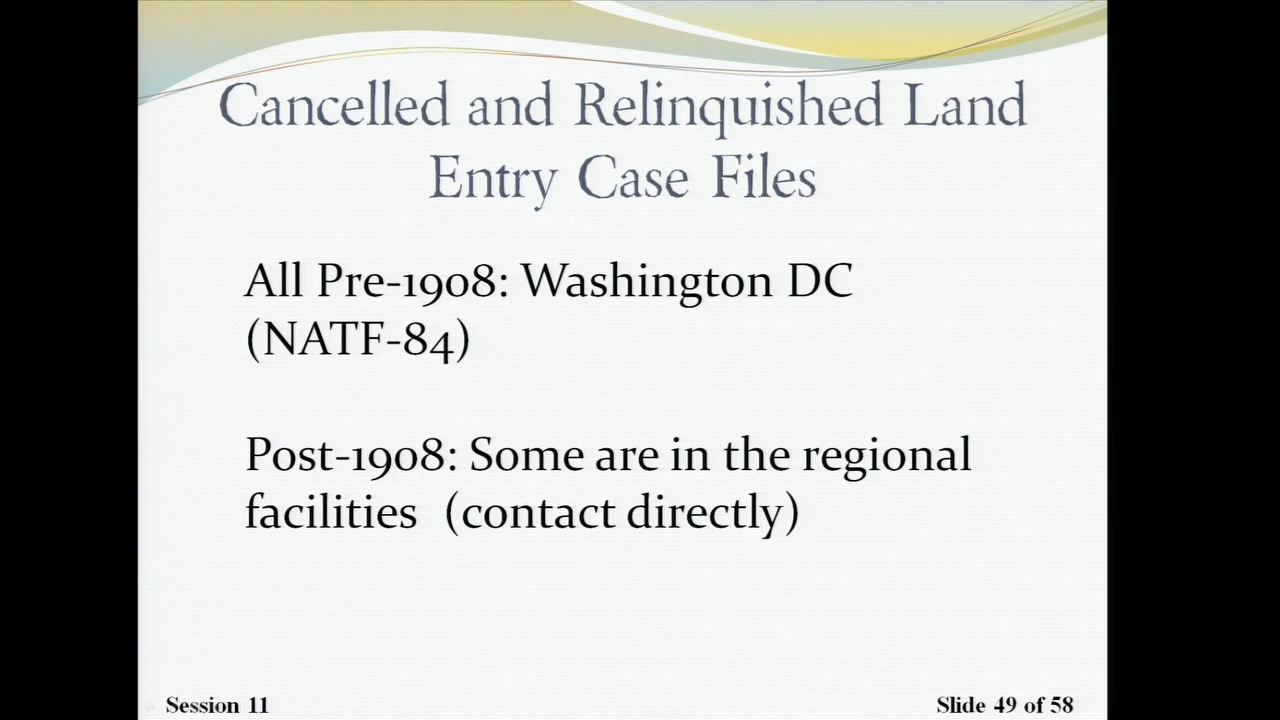 Cancelled and Relinquished Land
Entry Case Files
All Pre-1908: Washington DC
(NATF-84)
Post-1908: Some are in the regional
facilities (contact directly)
Session 11
Slide 49 of 58